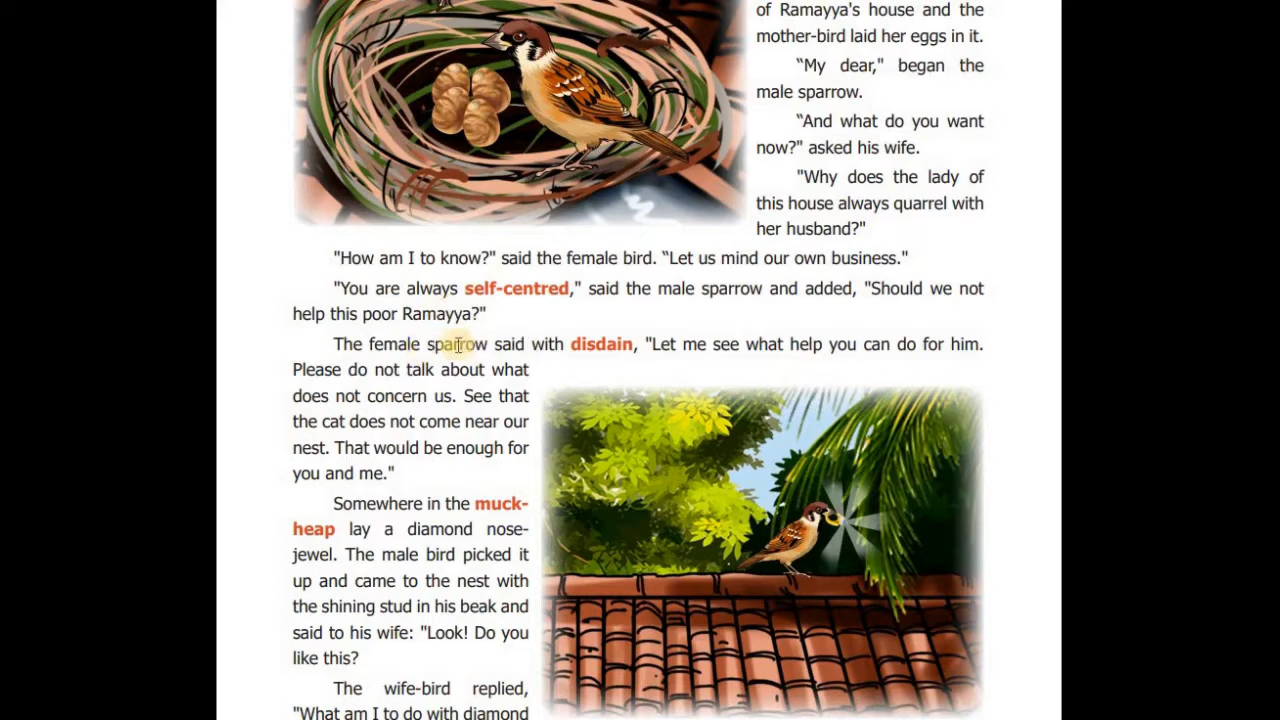 of Ramayya's house and the
mother-bird laid her eggs in it.
“My dear," began the
male sparrow.
“And what do you want
now?" asked his wife.
"Why does the lady of
this house always quarrel with
her husband?"
"How am I to know?" said the female bird. “Let us mind our own business."
"You are always self-centred," said the male sparrow and added, "Should we not
help this poor Ramayya?"
The female sparrow said with disdain, "Let me see what help you can do for him.
Please do not talk about what
does not concern us. See that
the cat does not come near our
nest. That would be enough for
you and me."
Somewhere in the muck-
heap lay a diamond nose-
jewel. The male bird picked it
up and came to the nest with
the shining stud in his beak and
said to his wife: "Look! Do you
like this?
The wife-bird replied,
"What am I to do with diamond